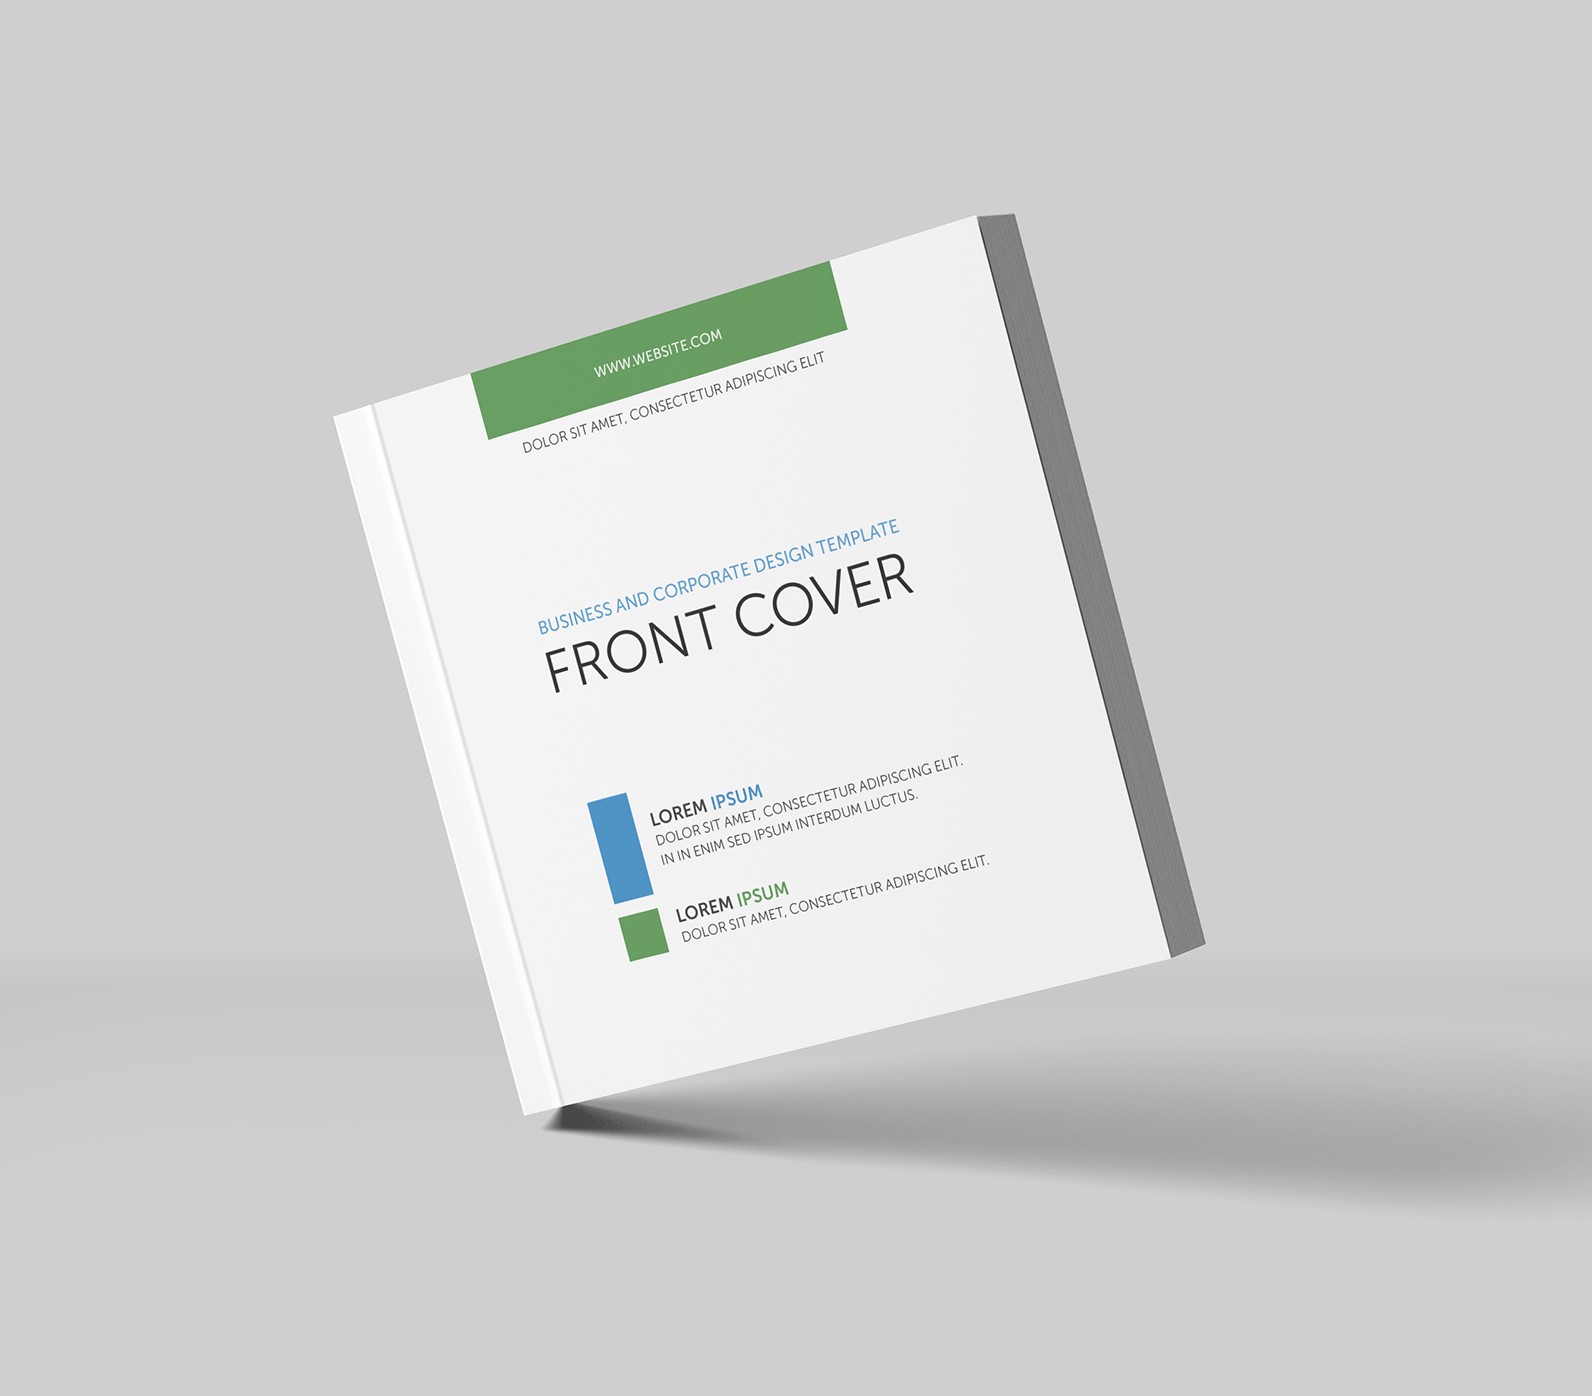 WWW.WEBSITE.COM
DOLOR SIT AMET, CONSECTETUR ADIPISCING ELIT
BUSINESS AND CORPORATE DESIGN TEMPLATE
FRONT COVER
LOREM IPSUM
DOLOR SIT AMET, CONSECTETUR ADIPISCING ELIT.
IN IN ENIM SED IPSUM INTERDUM LUCTUS.
LOREM IPSUM
DOLOR SIT AMET, CONSECTETUR ADIPISCING ELIT.